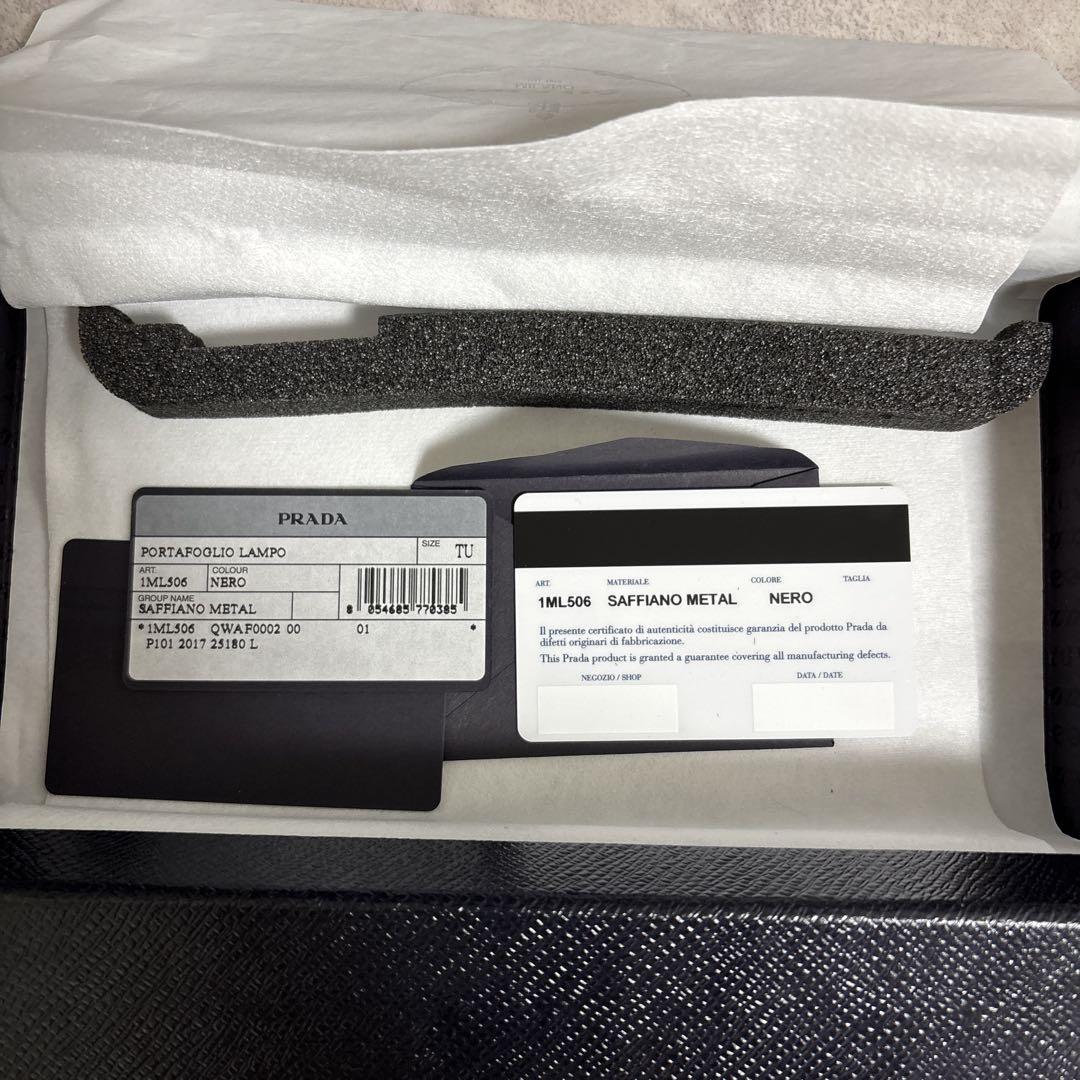 PRADA
PORTAFOGLIO LAMPO
SIZE
TU
ART.
1ML506
COLOUR
NERO
GROUP NAME
SAFFIANO METAL
8 054685 770385
*1ML506 QWAF0002 00 01 *
P101 2017 25180 L
ART. MATERIALE COLORE TAGLIA
1ML506 SAFFIANO METAL NERO
Il presente certificato di autenticità costituisce garanzia del prodotto Prada da
difetti originari di fabbricazione.
This Prada product is granted a guarantee covering all manufacturing defects.
NEGOZIO / SHOP DATA / DATE